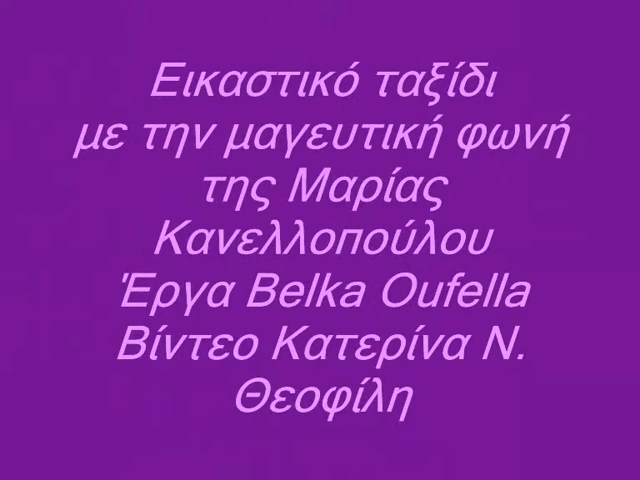 Εικαστικό ταξίδι
με την μαγευτική φωνή
της Μαρίας
Κανελλοπούλου
Έργα Belka Oufella
Βίντεο Κατερίνα Ν.
Θεοφίλη